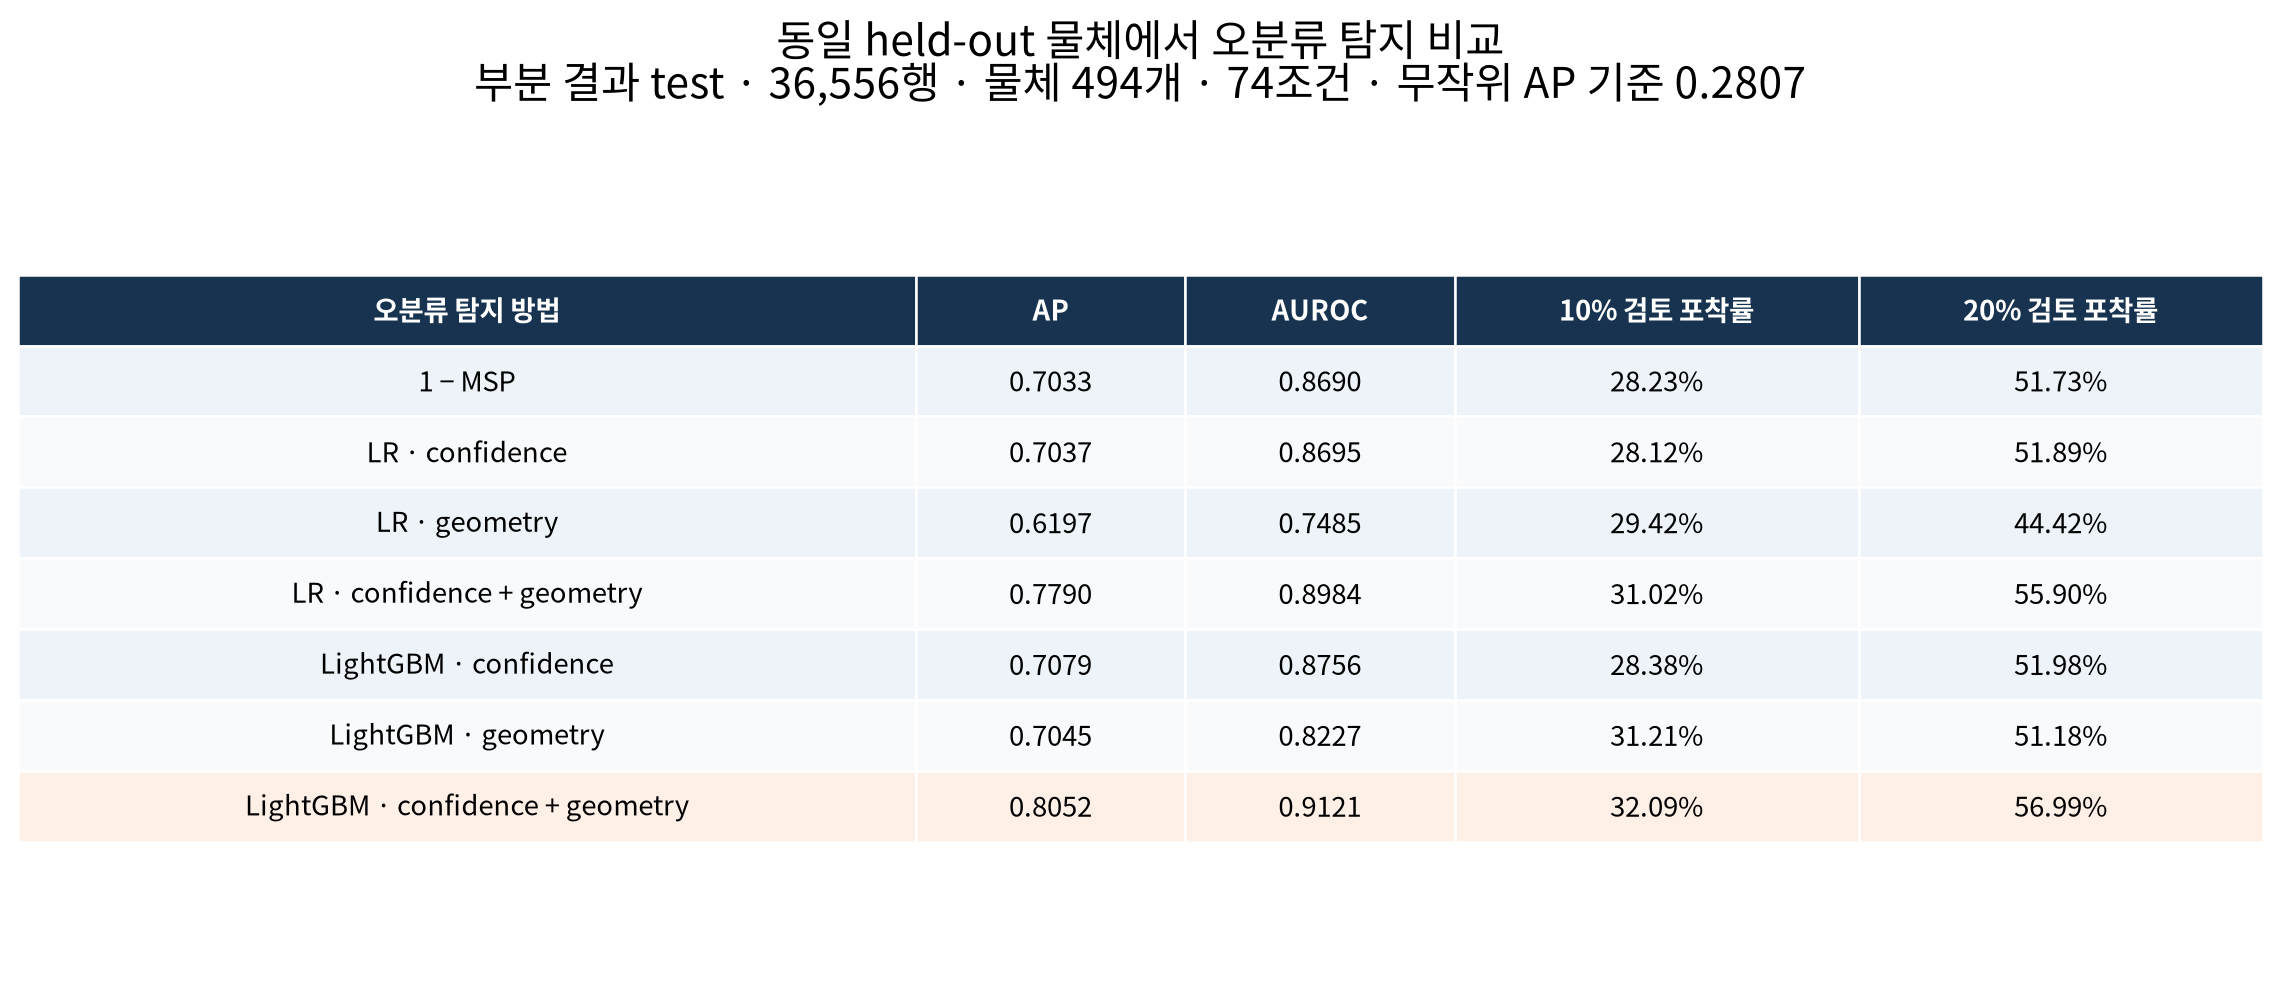 동일 held-out 물체에서 오분류 탐지 비교
부분 결과 test · 36,556행 · 물체 494개 · 74조건 · 무작위 AP 기준 0.2807
오분류 탐지 방법 AP AUROC 10% 검토 포착률 20% 검토 포착률
1 − MSP 0.7033 0.8690 28.23% 51.73%
LR · confidence 0.7037 0.8695 28.12% 51.89%
LR · geometry 0.6197 0.7485 29.42% 44.42%
LR · confidence + geometry 0.7790 0.8984 31.02% 55.90%
LightGBM · confidence 0.7079 0.8756 28.38% 51.98%
LightGBM · geometry 0.7045 0.8227 31.21% 51.18%
LightGBM · confidence + geometry 0.8052 0.9121 32.09% 56.99%